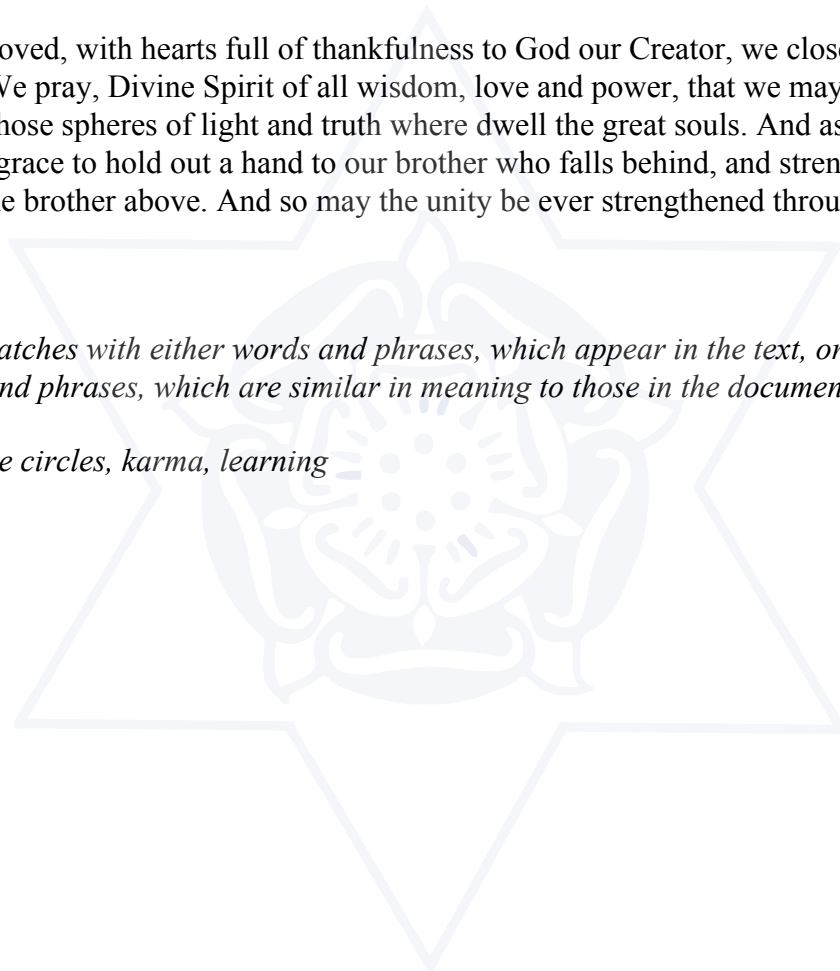 oved, with hearts full of thankfulness to God our Creator, we close
We pray, Divine Spirit of all wisdom, love and power, that we may
hose spheres of light and truth where dwell the great souls. And as
grace to hold out a hand to our brother who falls behind, and stren
e brother above. And so may the unity be ever strengthened throu
atches with either words and phrases, which appear in the text, or
nd phrases, which are similar in meaning to those in the documen
e circles, karma, learning